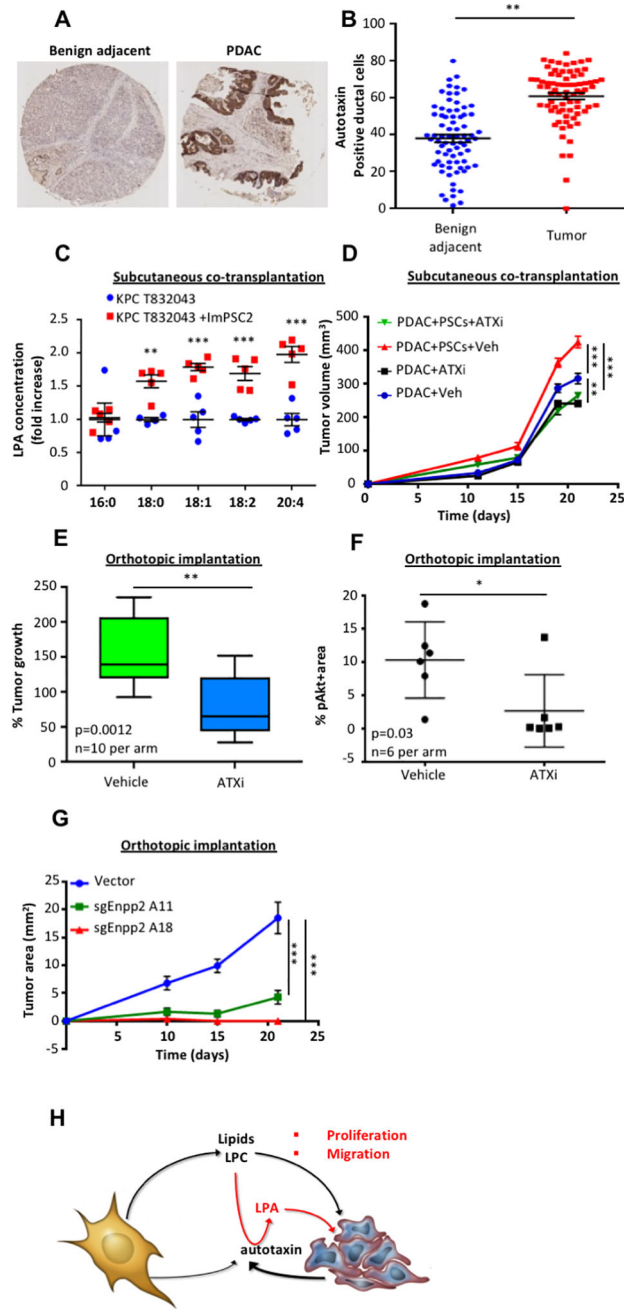 A
Benign adjacent
PDAC
B
**
Autotaxin
Positive ductal cells
100
80
60
40
20
0
Benign
adjacent
Tumor
C
Subcutaneous co-transplantation
KPC T832043
KPC T832043 +ImPSC2
LPA concentration
(fold increase)
2.5
2.0
1.5
1.0
0.5
0
** *** *** ***
16:0 18:0 18:1 18:2 20:4
D
Subcutaneous co-transplantation
PDAC+PSCs+ATXi
PDAC+PSCs+Veh
PDAC+ATXi
PDAC+Veh
Tumor volume (mm³)
500
400
300
200
100
0
***
**
***
0 5 10 15 20 25
Time (days)
E
Orthotopic implantation
**
% Tumor growth
250
200
150
100
50
0
p=0.0012
n=10 per arm
Vehicle
ATXi
F
Orthotopic implantation
*
% pAkt+area
20
15
10
5
0
-5
p=0.03
n=6 per arm
Vehicle
ATXi
G
Orthotopic implantation
Vector
sgEnpp2 A11
sgEnpp2 A18
Tumor area (mm²)
25
20
15
10
5
0
-5
***
***
5 10 15 20 25
Time (days)
H
Lipids
LPC
Proliferation
Migration
LPA
autotaxin